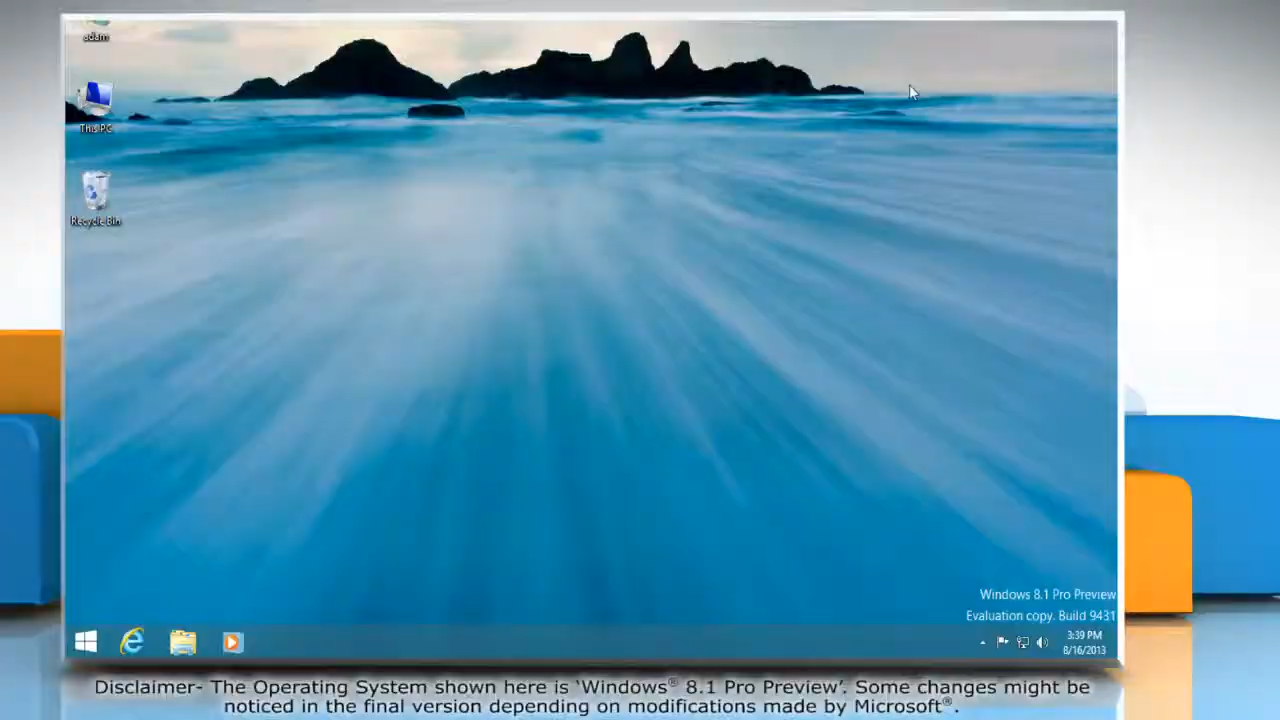 adam
This PC
Recycle Bin
Windows 8.1 Pro Preview
Evaluation copy. Build 9431
3:39 PM
8/16/2013
Disclaimer- The Operating System shown here is ‘Windows® 8.1 Pro Preview’. Some changes might be
noticed in the final version depending on modifications made by Microsoft®.